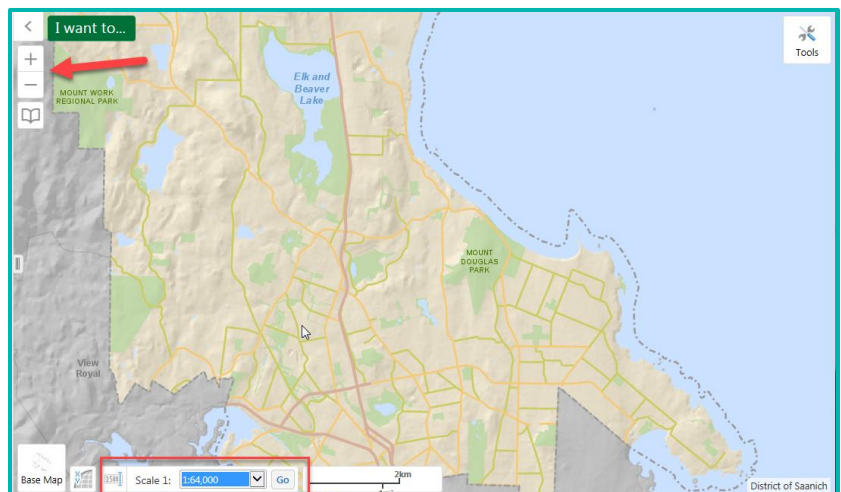 I want to...
Tools
+
−
MOUNT WORK
REGIONAL PARK
Elk and
Beaver
Lake
MOUNT
DOUGLAS
PARK
View
Royal
Base Map
Scale 1:
1:64,000
Go
2km
District of Saanich